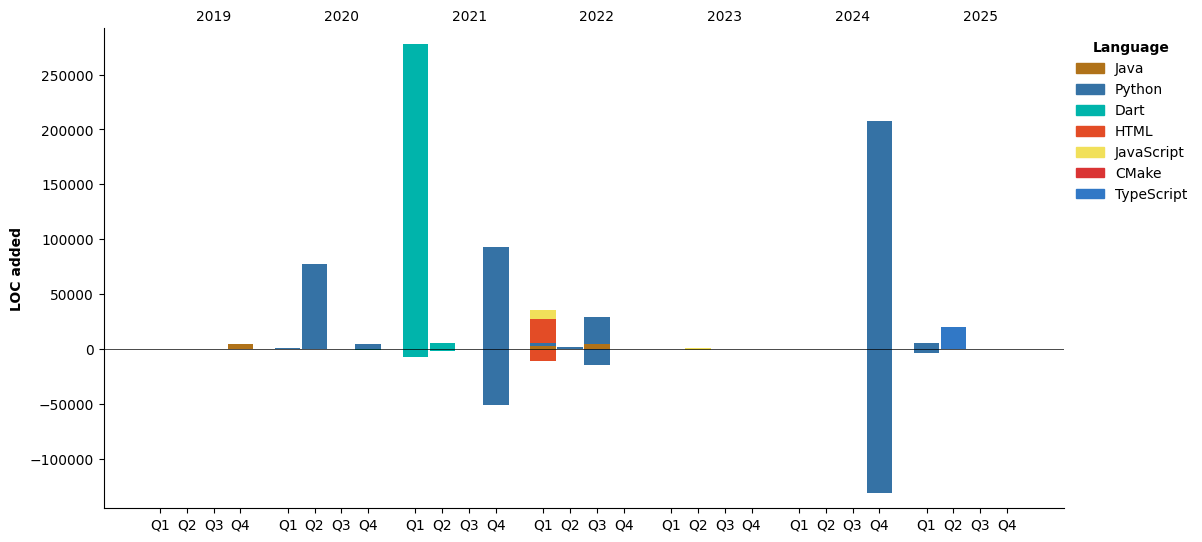 2019 2020 2021 2022 2023 2024 2025
LOC added
250000
200000
150000
100000
50000
0
−50000
−100000
Q1 Q2 Q3 Q4 Q1 Q2 Q3 Q4 Q1 Q2 Q3 Q4 Q1 Q2 Q3 Q4 Q1 Q2 Q3 Q4 Q1 Q2 Q3 Q4 Q1 Q2 Q3 Q4
Language
Java
Python
Dart
HTML
JavaScript
CMake
TypeScript